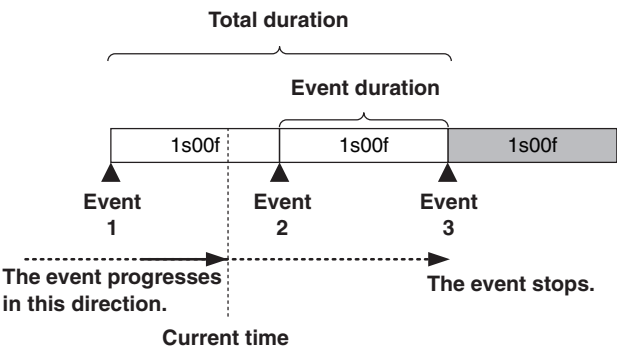 Total duration
Event duration
1s00f 1s00f 1s00f
Event Event Event
1 2 3
The event progresses
in this direction.
The event stops.
Current time